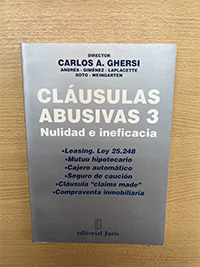 DIRECTOR
CARLOS A. GHERSI
ANDRES - GIMÉNEZ - LAPLACETTE
SOTO - WEINGARTEN
CLÁUSULAS
ABUSIVAS 3
Nulidad e ineficacia
•Leasing. Ley 25.248
•Mutuo hipotecario
•Cajero automático
•Seguro de caución
•Cláusula "claims made"
•Compraventa inmobiliaria
editorial Juris